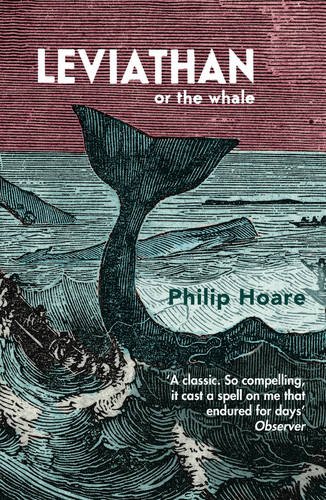 LEVIATHAN
or the whale
Philip Hoare
‘A classic. So compelling,
it cast a spell on me that
endured for days’
Observer